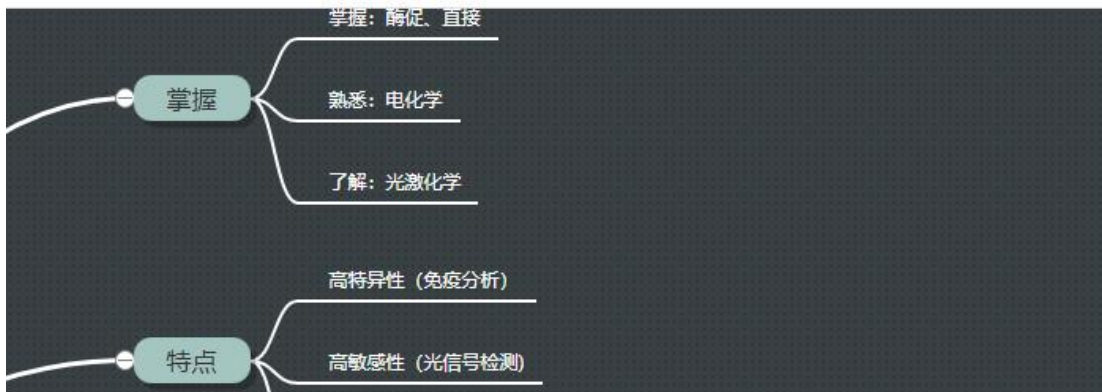 掌握
掌握：酶促、直接
熟悉：电化学
了解：光激化学
特点
高特异性（免疫分析）
高敏感性（光信号检测）